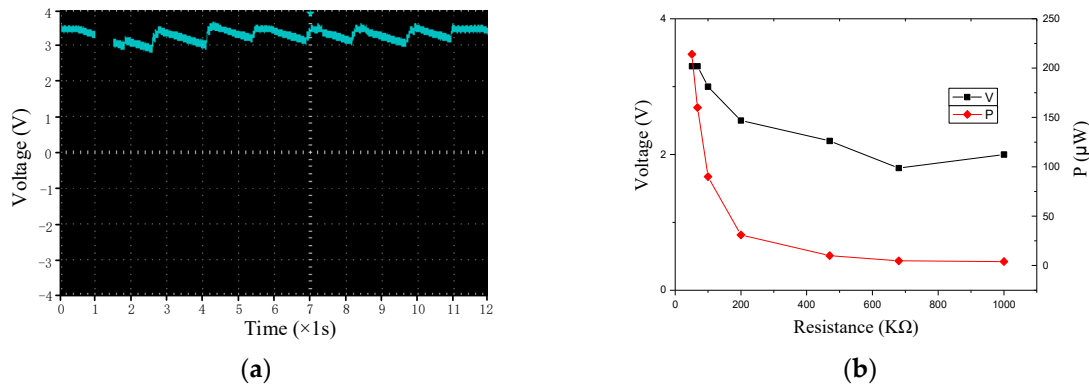 4
3
2
1
0
-1
-2
-3
-4
Voltage (V)
0 1 2 3 4 5 6 7 8 9 10 11 12
Time (×1s)
(a)
4
2
0
Voltage (V)
V
P
250
200
150
100
50
0
P (μW)
0 200 400 600 800 1000
Resistance (KΩ)
(b)